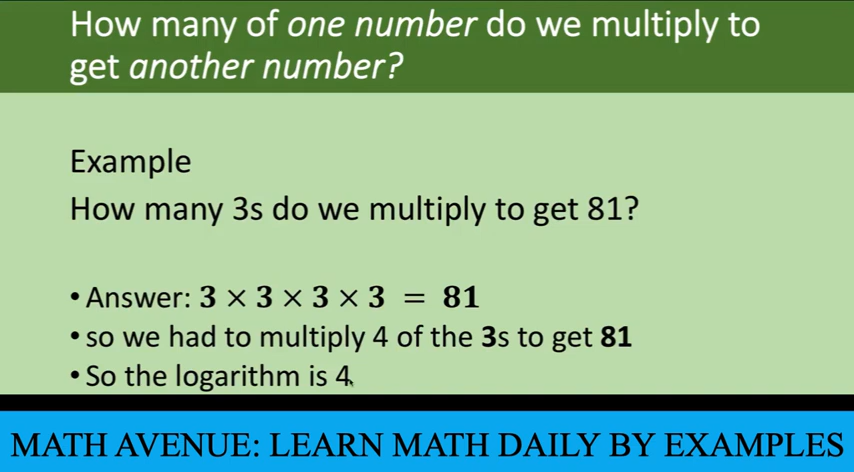 How many of one number do we multiply to
get another number?
Example
How many 3s do we multiply to get 81?
• Answer: 3 × 3 × 3 × 3 = 81
• so we had to multiply 4 of the 3s to get 81
• So the logarithm is 4
MATH AVENUE: LEARN MATH DAILY BY EXAMPLES